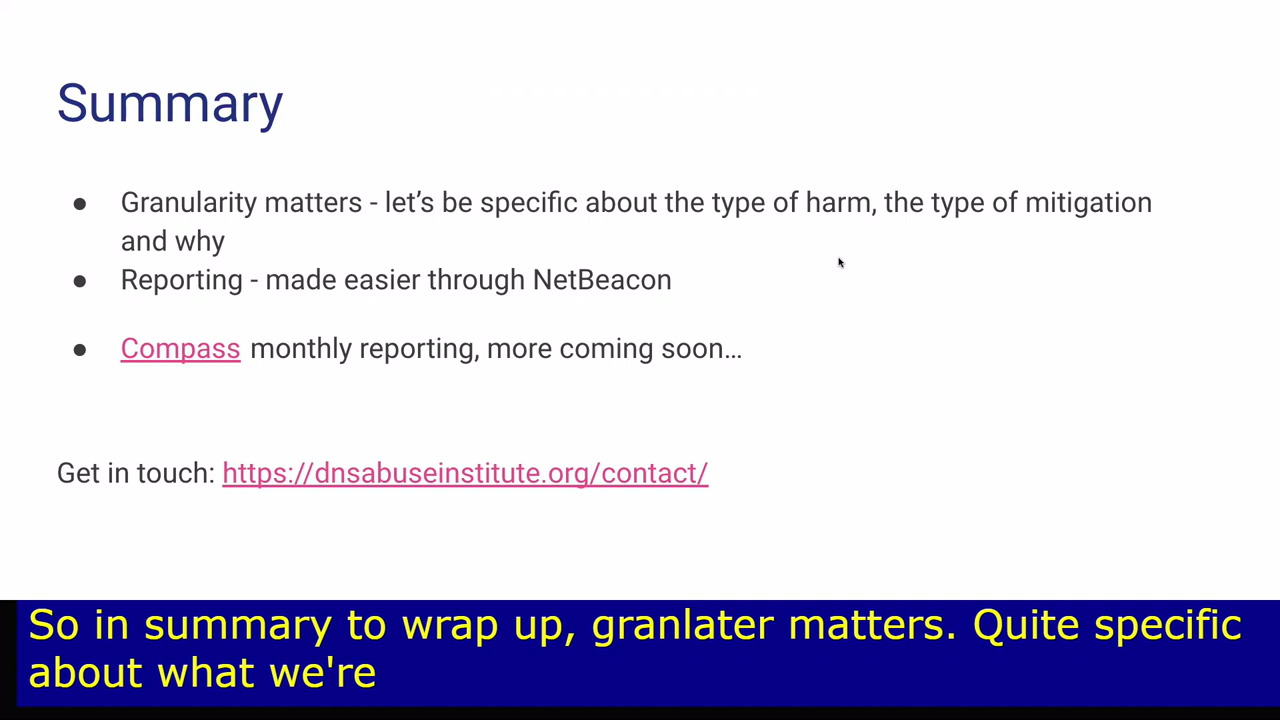 Summary
● Granularity matters - let’s be specific about the type of harm, the type of mitigation
and why
● Reporting - made easier through NetBeacon
● Compass monthly reporting, more coming soon…
Get in touch: https://dnsabuseinstitute.org/contact/
So in summary to wrap up, granlater matters. Quite specific
about what we're